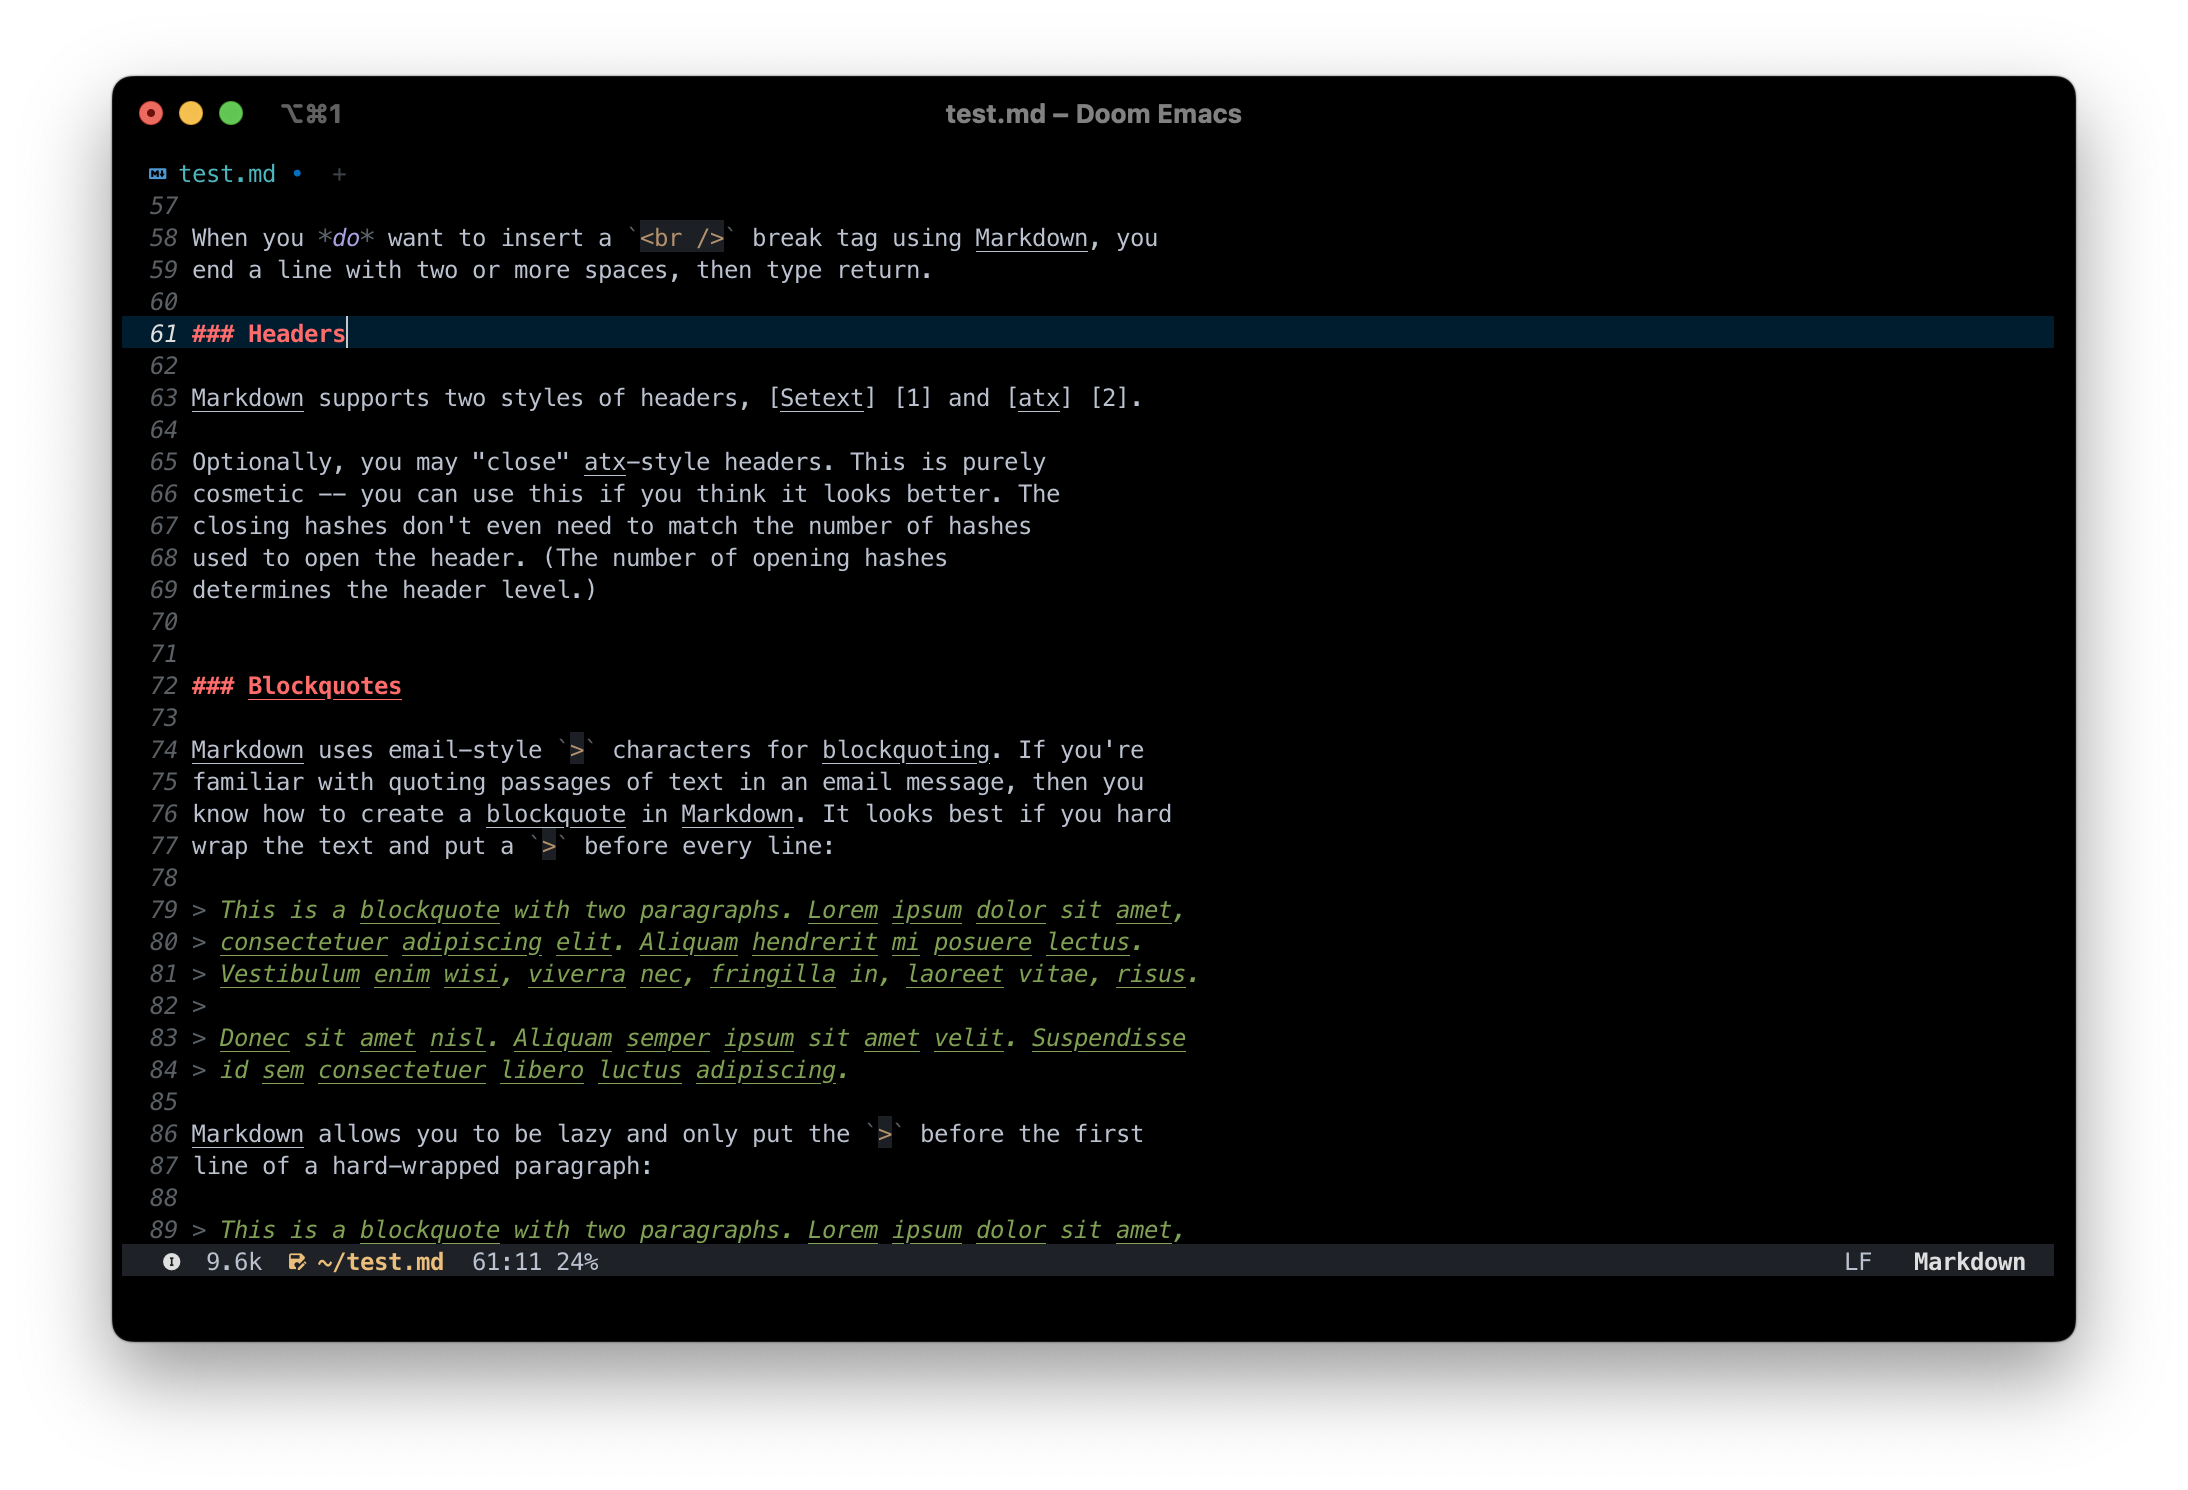 ⌥⌘1
test.md — Doom Emacs
test.md • +
57
58 When you *do* want to insert a `<br />` break tag using Markdown, you
59 end a line with two or more spaces, then type return.
60
61 ### Headers
62
63 Markdown supports two styles of headers, [Setext] [1] and [atx] [2].
64
65 Optionally, you may "close" atx-style headers. This is purely
66 cosmetic -- you can use this if you think it looks better. The
67 closing hashes don't even need to match the number of hashes
68 used to open the header. (The number of opening hashes
69 determines the header level.)
70
71
72 ### Blockquotes
73
74 Markdown uses email-style `>` characters for blockquoting. If you're
75 familiar with quoting passages of text in an email message, then you
76 know how to create a blockquote in Markdown. It looks best if you hard
77 wrap the text and put a `>` before every line:
78
79 > This is a blockquote with two paragraphs. Lorem ipsum dolor sit amet,
80 > consectetuer adipiscing elit. Aliquam hendrerit mi posuere lectus.
81 > Vestibulum enim wisi, viverra nec, fringilla in, laoreet vitae, risus.
82 >
83 > Donec sit amet nisl. Aliquam semper ipsum sit amet velit. Suspendisse
84 > id sem consectetuer libero luctus adipiscing.
85
86 Markdown allows you to be lazy and only put the `>` before the first
87 line of a hard-wrapped paragraph:
88
89 > This is a blockquote with two paragraphs. Lorem ipsum dolor sit amet,
I 9.6k ~/test.md 61:11 24% LF Markdown